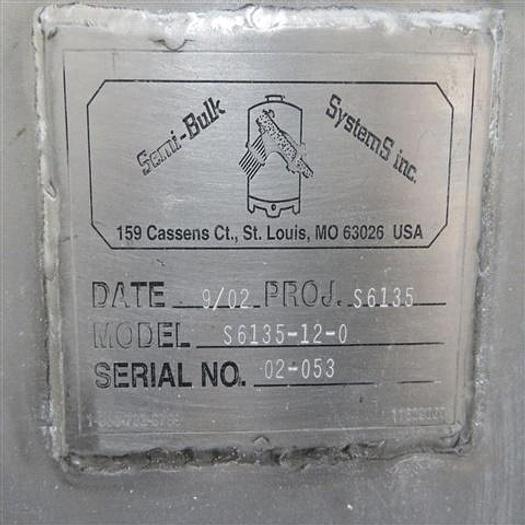 Semi-Bulk SystemS inc.
159 Cassens Ct., St. Louis, MO 63026 USA
DATE 9/02 PROJ. S6135
MODEL S6135-12-0
SERIAL NO. 02-053